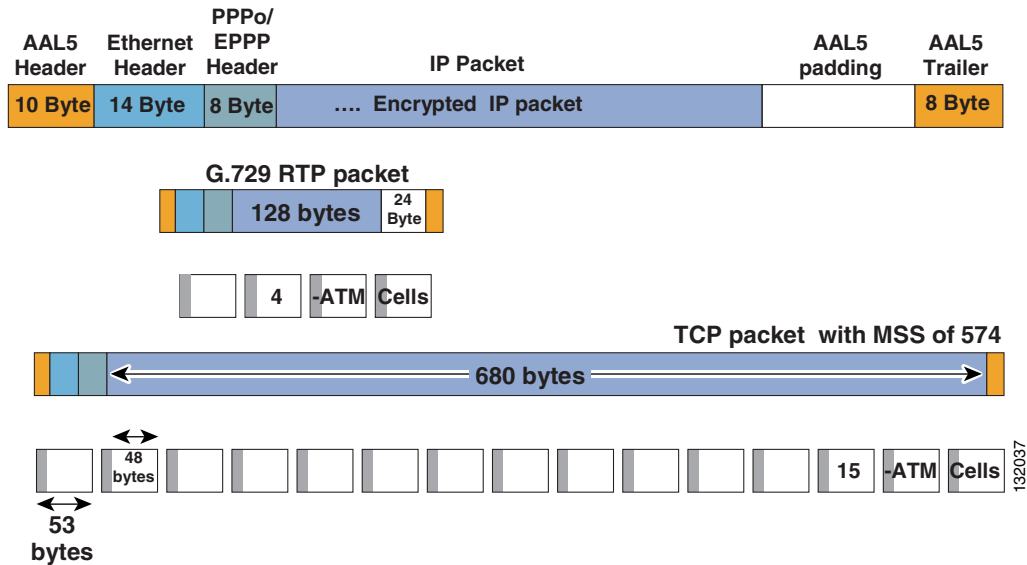 AAL5 Header
Ethernet Header
PPPo/ EPPP Header
IP Packet
AAL5 padding
AAL5 Trailer
10 Byte
14 Byte
8 Byte
.... Encrypted IP packet
8 Byte
G.729 RTP packet
128 bytes
24 Byte
4
-ATM
Cells
TCP packet with MSS of 574
680 bytes
48 bytes
15
-ATM
Cells
53 bytes
132037